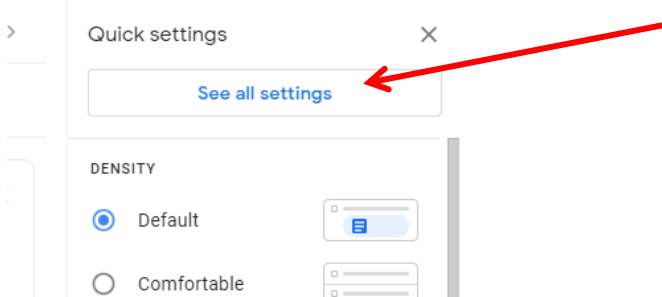 Quick settings
See all settings
DENSITY
Default
Comfortable